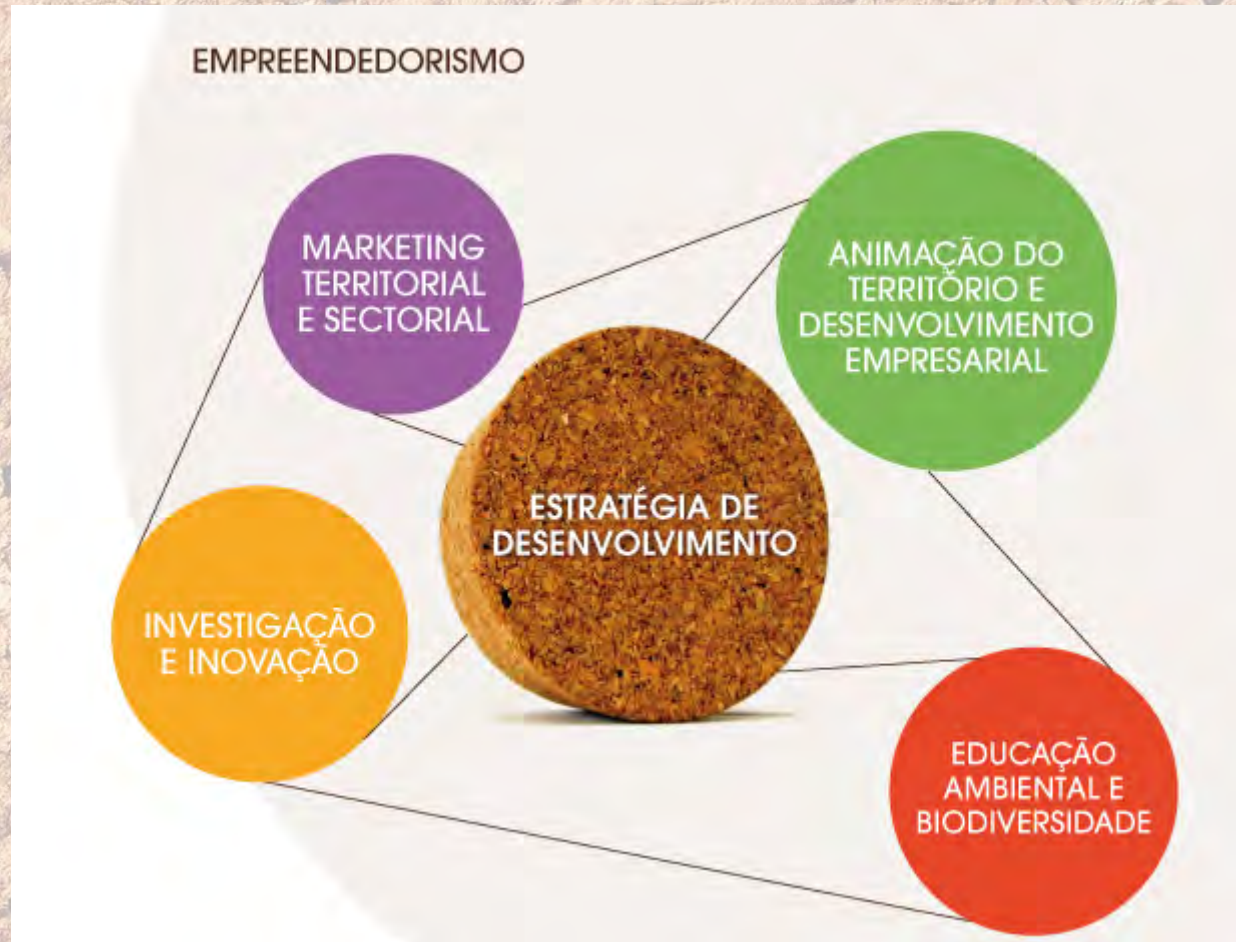 EMPREENDEDORISMO
MARKETING
TERRITORIAL
E SECTORIAL
ANIMAÇÃO DO
TERRITÓRIO E
DESENVOLVIMENTO
EMPRESARIAL
ESTRATÉGIA DE
DESENVOLVIMENTO
INVESTIGAÇÃO
E INOVAÇÃO
EDUCAÇÃO
AMBIENTAL E
BIODIVERSIDADE